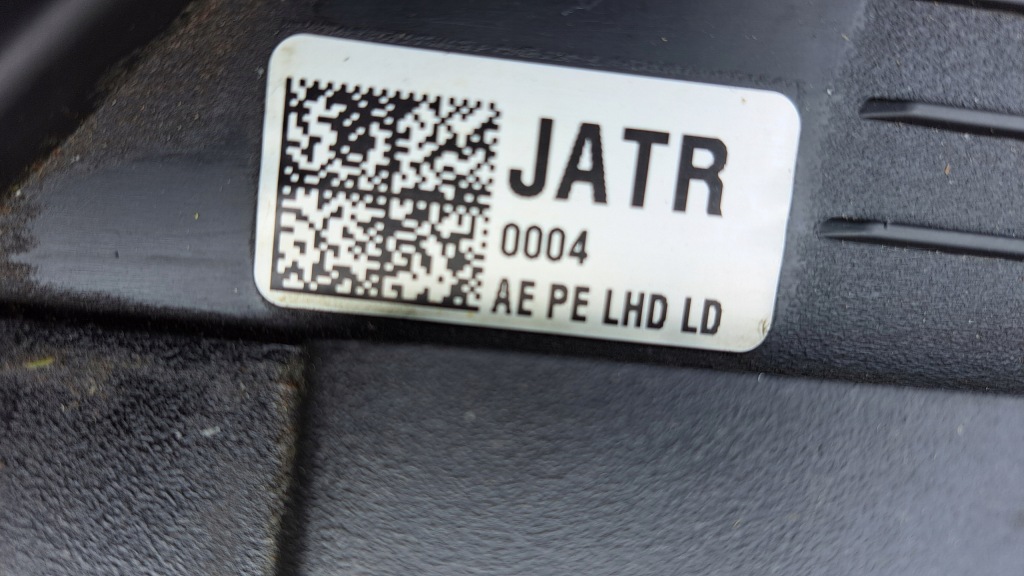 JATR
0004
AE PE LHD LD